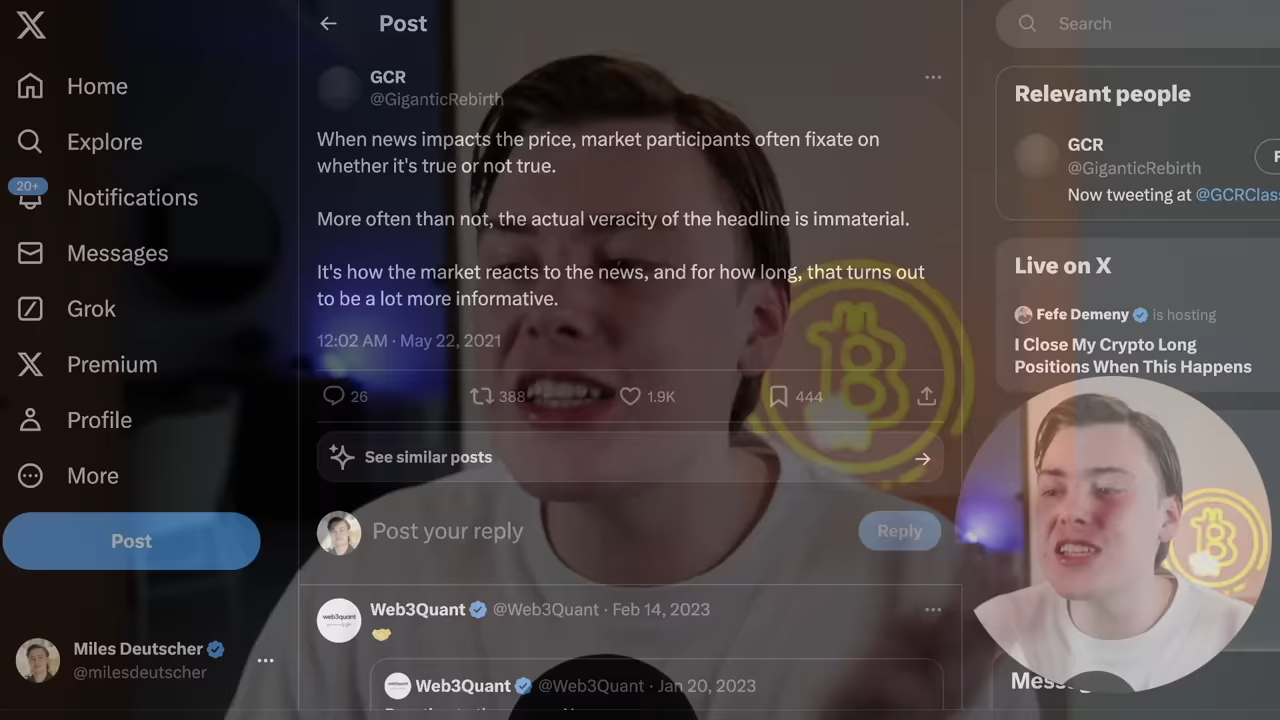 Home
Explore
20+
Notifications
Messages
Grok
Premium
Profile
More
Post
Miles Deutscher
@milesdeutscher
Post
GCR
@GiganticRebirth
When news impacts the price, market participants often fixate on
whether it's true or not true.
More often than not, the actual veracity of the headline is immaterial.
It's how the market reacts to the news, and for how long, that turns out
to be a lot more informative.
12:02 AM · May 22, 2021
26 388 1.9K 444
See similar posts
Post your reply
Reply
Web3Quant @Web3Quant · Feb 14, 2023
web3quant
Web3Quant @Web3Quant · Jan 20, 2023
Search
Relevant people
GCR
@GiganticRebirth
Now tweeting at @GCRClas
Live on X
Fefe Demeny is hosting
I Close My Crypto Long
Positions When This Happens